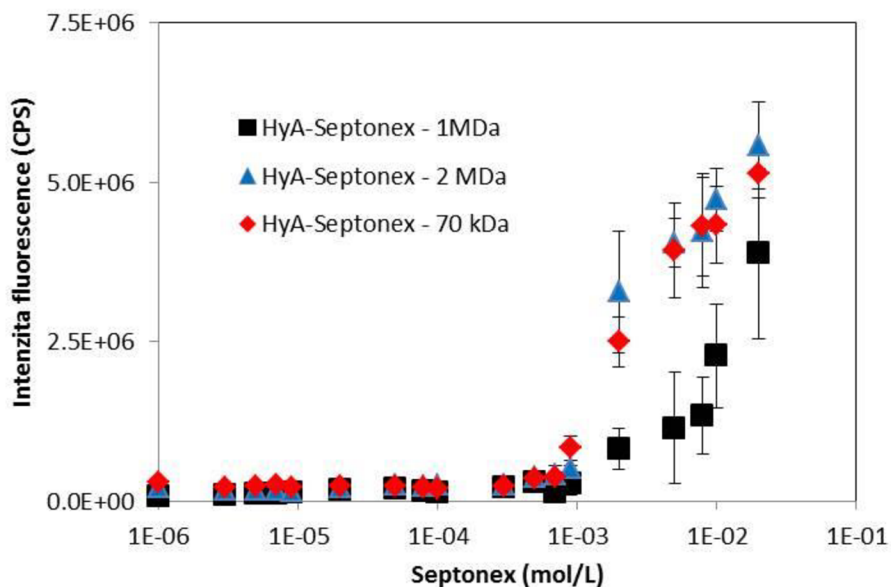 7.5E+06
5.0E+06
2.5E+06
0.0E+00
Intenzita fluorescence (CPS)
HyA-Septonex - 1MDa
HyA-Septonex - 2 MDa
HyA-Septonex - 70 kDa
1E-06 1E-05 1E-04 1E-03 1E-02 1E-01
Septonex (mol/L)